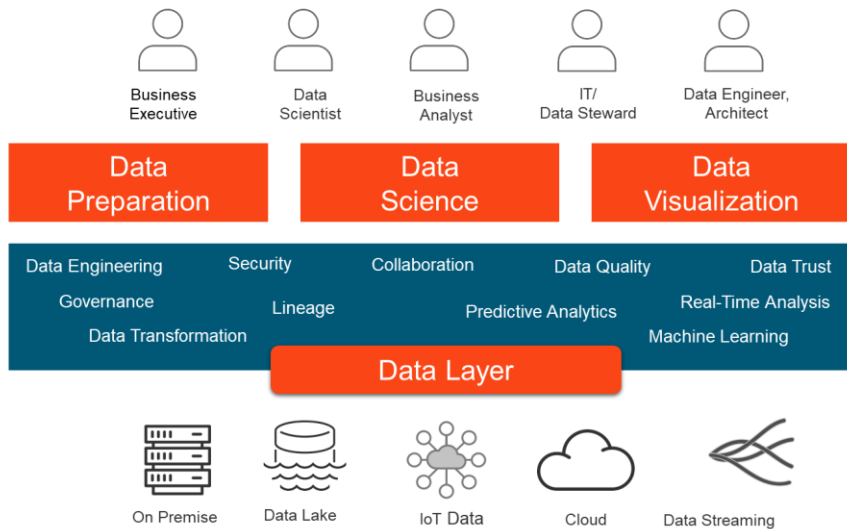 Business
Executive
Data
Scientist
Business
Analyst
IT/
Data Steward
Data Engineer,
Architect
Data
Preparation
Data
Science
Data
Visualization
Data Engineering
Security
Collaboration
Data Quality
Data Trust
Governance
Lineage
Predictive Analytics
Real-Time Analysis
Data Transformation
Machine Learning
Data Layer
On Premise
Data Lake
IoT Data
Cloud
Data Streaming